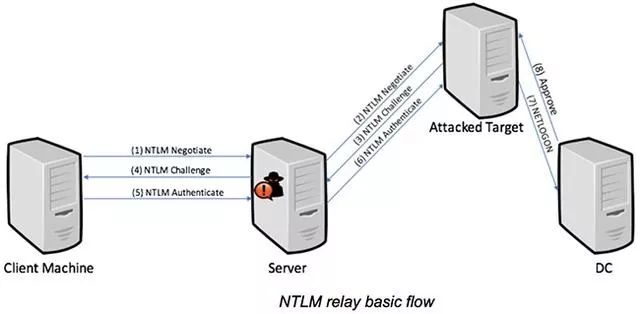 (1) NTLM Negotiate
(4) NTLM Challenge
(5) NTLM Authenticate
(2) NTLM Negotiate
(3) NTLM Challenge
(6) NTLM Authenticate
(8) Approve
(7) NETLOGON
Attacked Target
Client Machine
Server
DC
NTLM relay basic flow